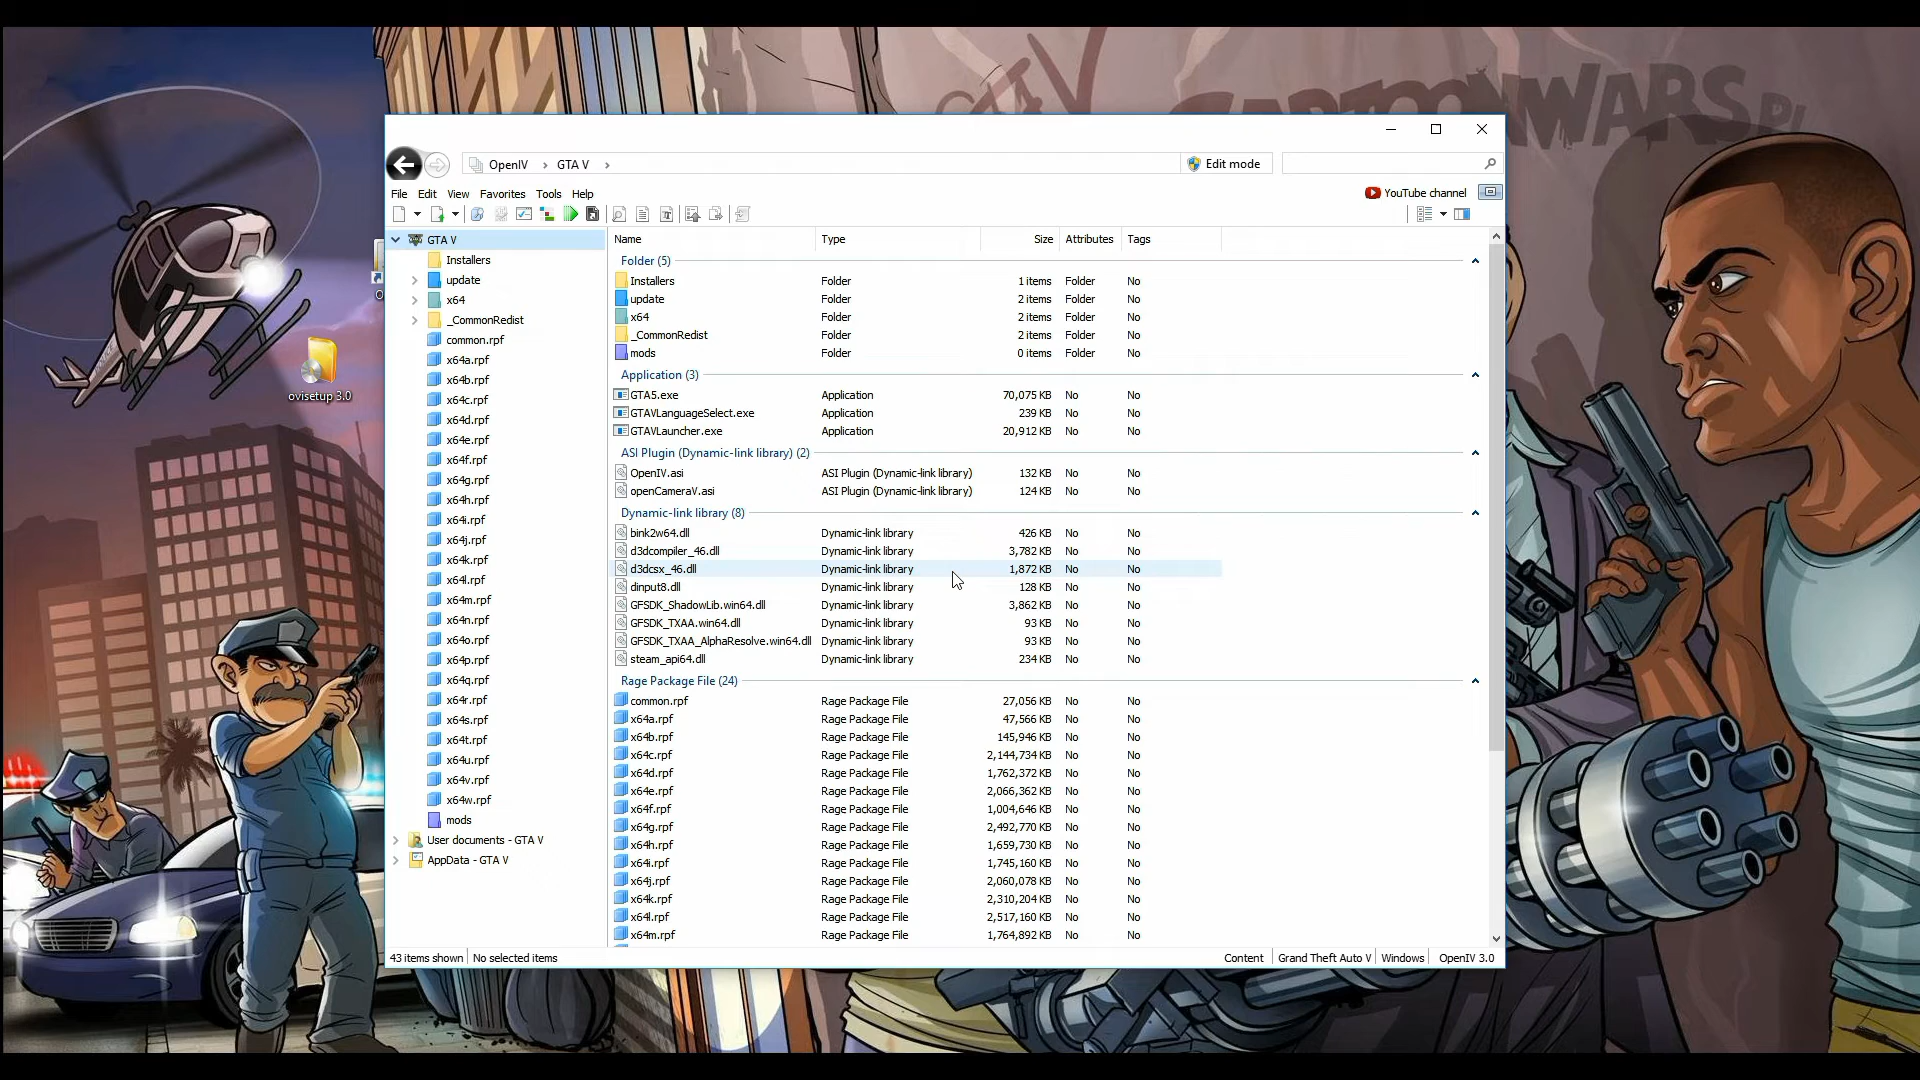 GTA V
CARTOONWARS.PL
OpenIV
GTA V
Edit mode
File Edit View Favorites Tools Help
YouTube channel
GTA V
Installers
update
x64
_CommonRedist
common.rpf
x64a.rpf
x64b.rpf
x64c.rpf
x64d.rpf
x64e.rpf
x64f.rpf
x64g.rpf
x64h.rpf
x64i.rpf
x64j.rpf
x64k.rpf
x64l.rpf
x64m.rpf
x64n.rpf
x64o.rpf
x64p.rpf
x64q.rpf
x64r.rpf
x64s.rpf
x64t.rpf
x64u.rpf
x64v.rpf
x64w.rpf
mods
User documents - GTA V
AppData - GTA V
Name Type Size Attributes Tags
Folder (5)
Installers Folder 1 items Folder No
update Folder 2 items Folder No
x64 Folder 2 items Folder No
_CommonRedist Folder 2 items Folder No
mods Folder 0 items Folder No
Application (3)
GTA5.exe Application 70,075 KB No No
GTAVLanguageSelect.exe Application 239 KB No No
GTAVLauncher.exe Application 20,912 KB No No
ASI Plugin (Dynamic-link library) (2)
OpenIV.asi ASI Plugin (Dynamic-link library) 132 KB No No
openCameraV.asi ASI Plugin (Dynamic-link library) 124 KB No No
Dynamic-link library (8)
bink2w64.dll Dynamic-link library 426 KB No No
d3dcompiler_46.dll Dynamic-link library 3,782 KB No No
d3dcsx_46.dll Dynamic-link library 1,872 KB No No
dinput8.dll Dynamic-link library 128 KB No No
GFSDK_ShadowLib.win64.dll Dynamic-link library 3,862 KB No No
GFSDK_TXAA.win64.dll Dynamic-link library 93 KB No No
GFSDK_TXAA_AlphaResolve.win64.dll Dynamic-link library 93 KB No No
steam_api64.dll Dynamic-link library 234 KB No No
Rage Package File (24)
common.rpf Rage Package File 27,056 KB No No
x64a.rpf Rage Package File 47,566 KB No No
x64b.rpf Rage Package File 145,946 KB No No
x64c.rpf Rage Package File 2,144,734 KB No No
x64d.rpf Rage Package File 1,762,372 KB No No
x64e.rpf Rage Package File 2,066,362 KB No No
x64f.rpf Rage Package File 1,004,646 KB No No
x64g.rpf Rage Package File 2,492,770 KB No No
x64h.rpf Rage Package File 1,659,730 KB No No
x64i.rpf Rage Package File 1,745,160 KB No No
x64j.rpf Rage Package File 2,060,078 KB No No
x64k.rpf Rage Package File 2,310,204 KB No No
x64l.rpf Rage Package File 2,517,160 KB No No
x64m.rpf Rage Package File 1,764,892 KB No No
43 items shown No selected items
Content Grand Theft Auto V Windows OpenIV 3.0
ovisetup 3.0